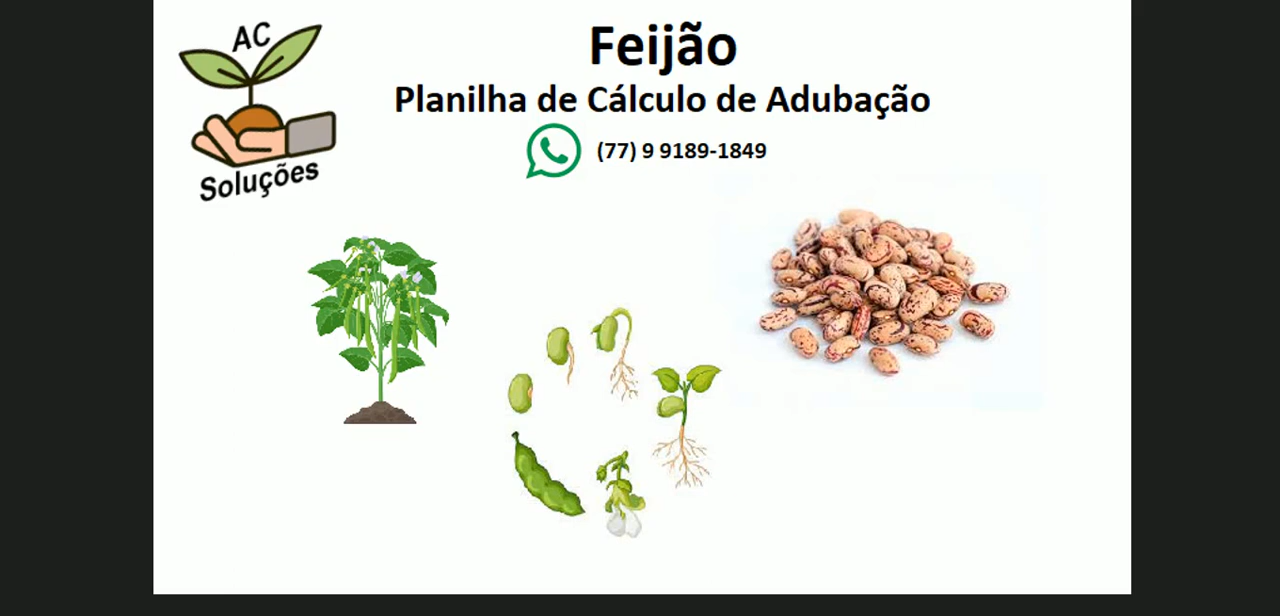 AC
Soluções
Feijão
Planilha de Cálculo de Adubação
(77) 9 9189-1849